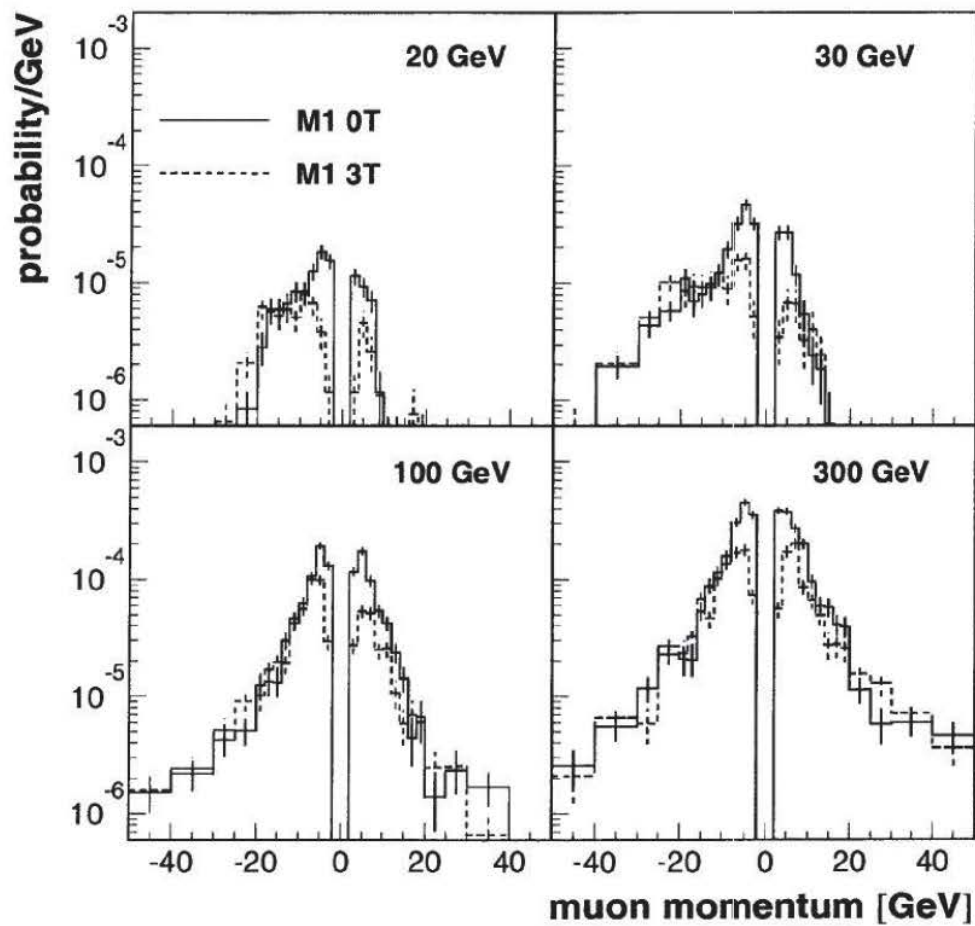 probability/GeV
10-3
20 GeV
30 GeV
M1 0T
10-4
M1 3T
10-5
10-6
10-3
100 GeV
300 GeV
10-4
10-5
10-6
-40 -20 0 20 40 -40 -20 0 20 40
muon momentum [GeV]